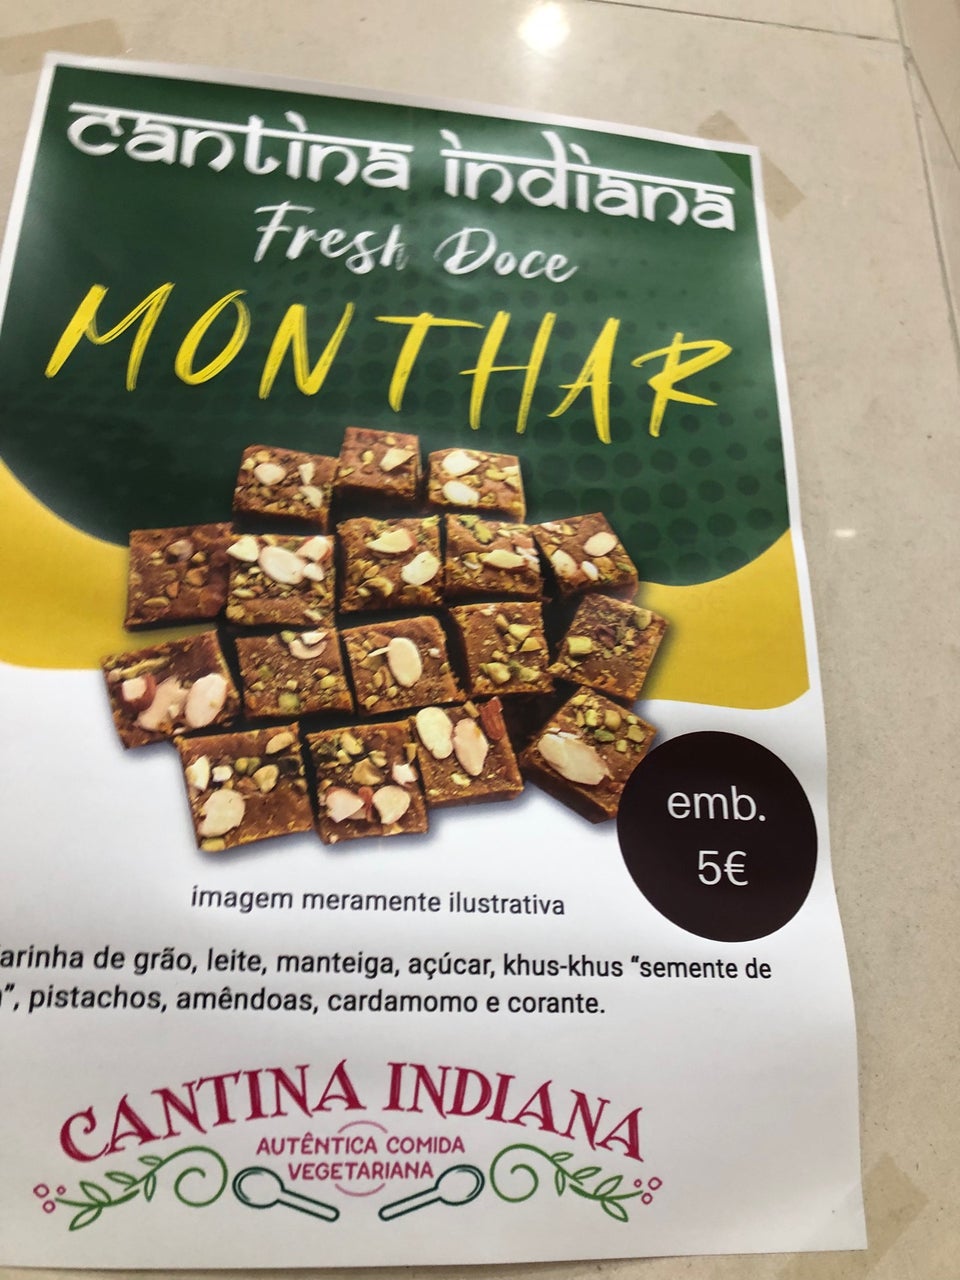 cantina indiana
Fresh Doce
MONTHAR
emb.
5€
imagem meramente ilustrativa
de grão, leite, manteiga, açúcar, khus-khus “semente de
”, pistachos, amêndoas, cardamomo e corante.
CANTINA INDIANA
AUTÊNTICA COMIDA
VEGETARIANA